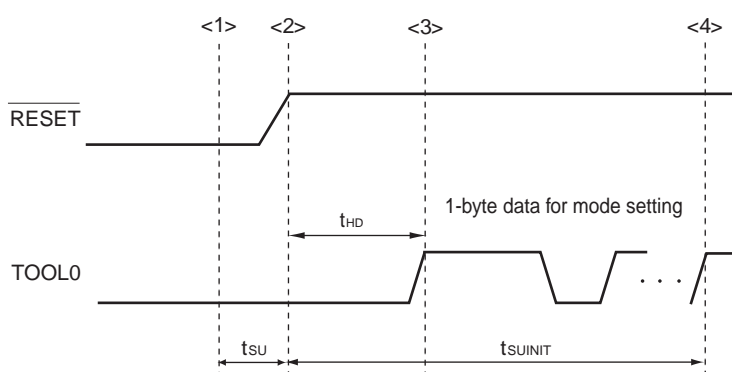 <1> <2> <3> <4>
RESET
1-byte data for mode setting
tHD
TOOL0
. . .
tSU tSUINIT